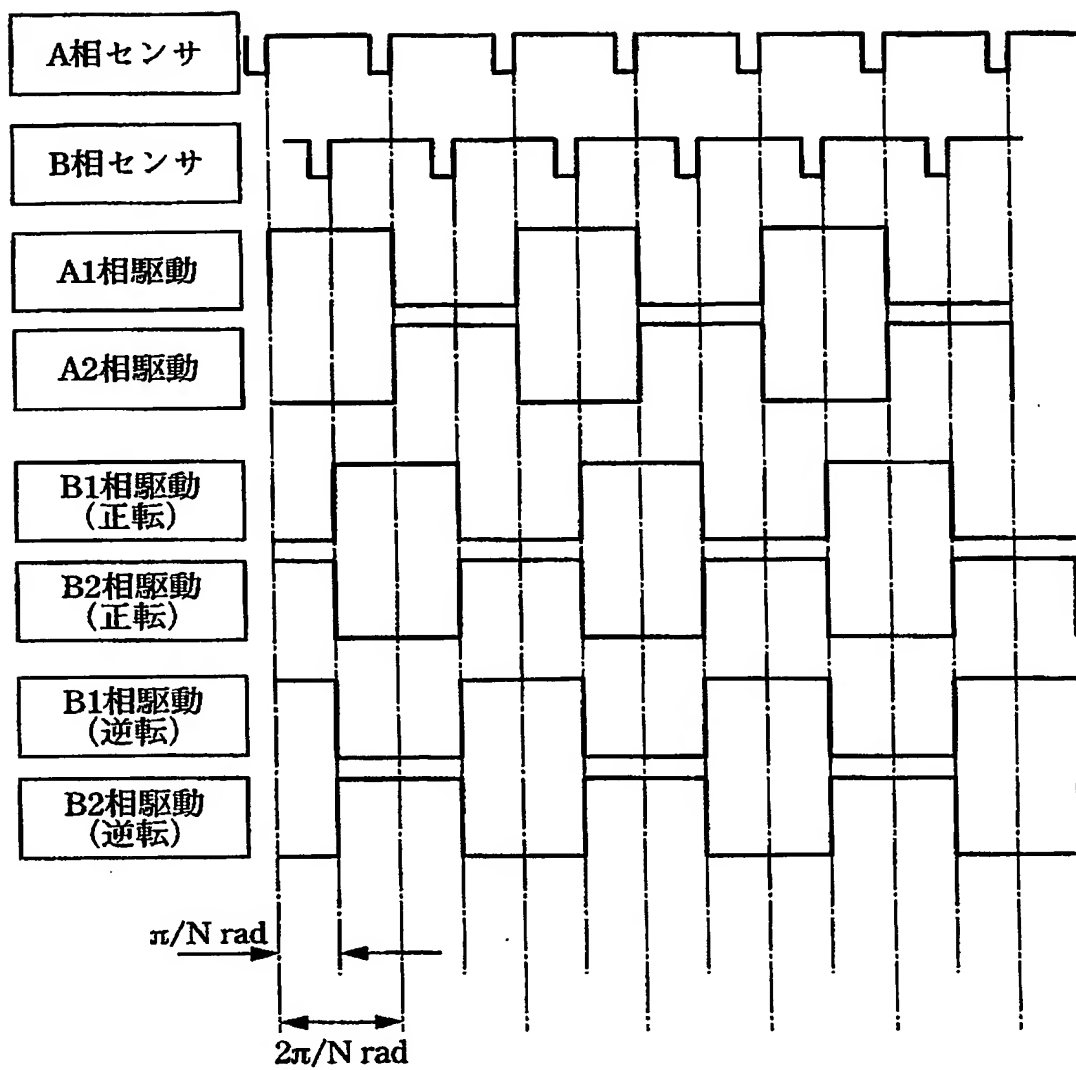 A相センサ
B相センサ
A1相駆動
A2相駆動
B1相駆動
(正転)
B2相駆動
(正転)
B1相駆動
(逆転)
B2相駆動
(逆転)
π/N rad
2π/N rad